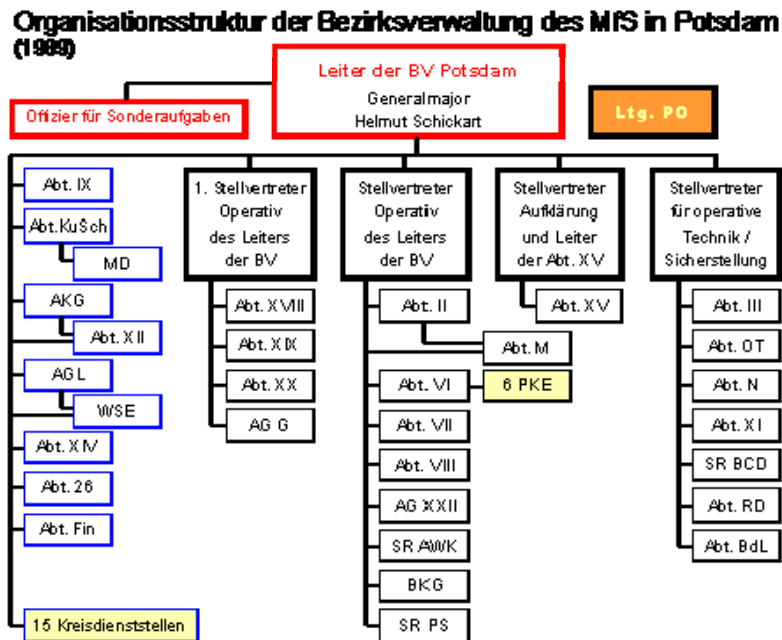 Organisationsstruktur der Bezirksverwaltung des MfS in Potsdam
(1989)
Leiter der BV Potsdam
Generalmajor
Helmut Schickart
Offizier für Sonderaufgaben
Ltg. PO
Abt. IX
Abt.KuSch
MD
AKG
Abt. XII
AGL
WSE
Abt. XIV
Abt. 26
Abt. Fin
15 Kreisdienststellen
1. Stellvertreter
Operativ
des Leiters
der BV
Abt. XVIII
Abt. XIX
Abt. XX
AG G
Stellvertreter
Operativ
des Leiters
der BV
Abt. II
Abt. M
Abt. VI
6 PKE
Abt. VII
Abt. VIII
AG XXII
SR AWK
BKG
SR PS
Stellvertreter
Aufklärung
und Leiter
der Abt. XV
Abt. XV
Stellvertreter
für operative
Technik /
Sicherstellung
Abt. III
Abt. OT
Abt. N
Abt. XI
SR BCD
Abt. RD
Abt. BdL